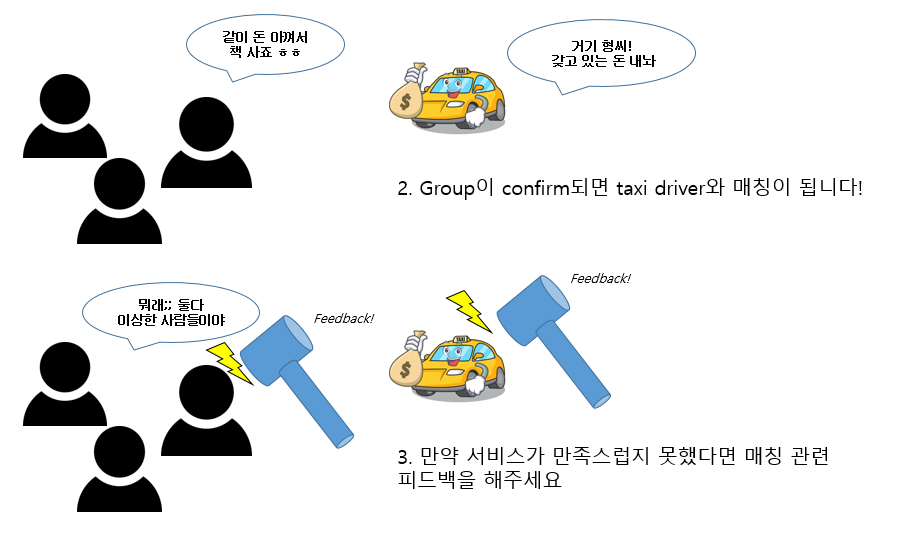 같이 돈 아껴서
책 사죠 ㅎㅎ
거기 형씨!
갖고 있는 돈 내놔
TAXI
2. Group이 confirm되면 taxi driver와 매칭이 됩니다!
뭐래;; 둘다
이상한 사람들이야
Feedback!
Feedback!
TAXI
3. 만약 서비스가 만족스럽지 못했다면 매칭 관련
피드백을 해주세요